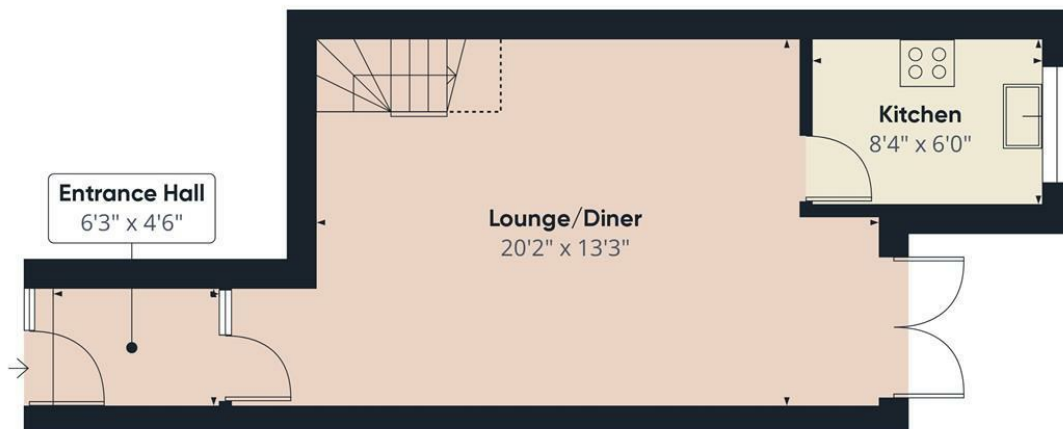 Kitchen
8'4" x 6'0"
Entrance Hall
6'3" x 4'6"
Lounge/Diner
20'2" x 13'3"